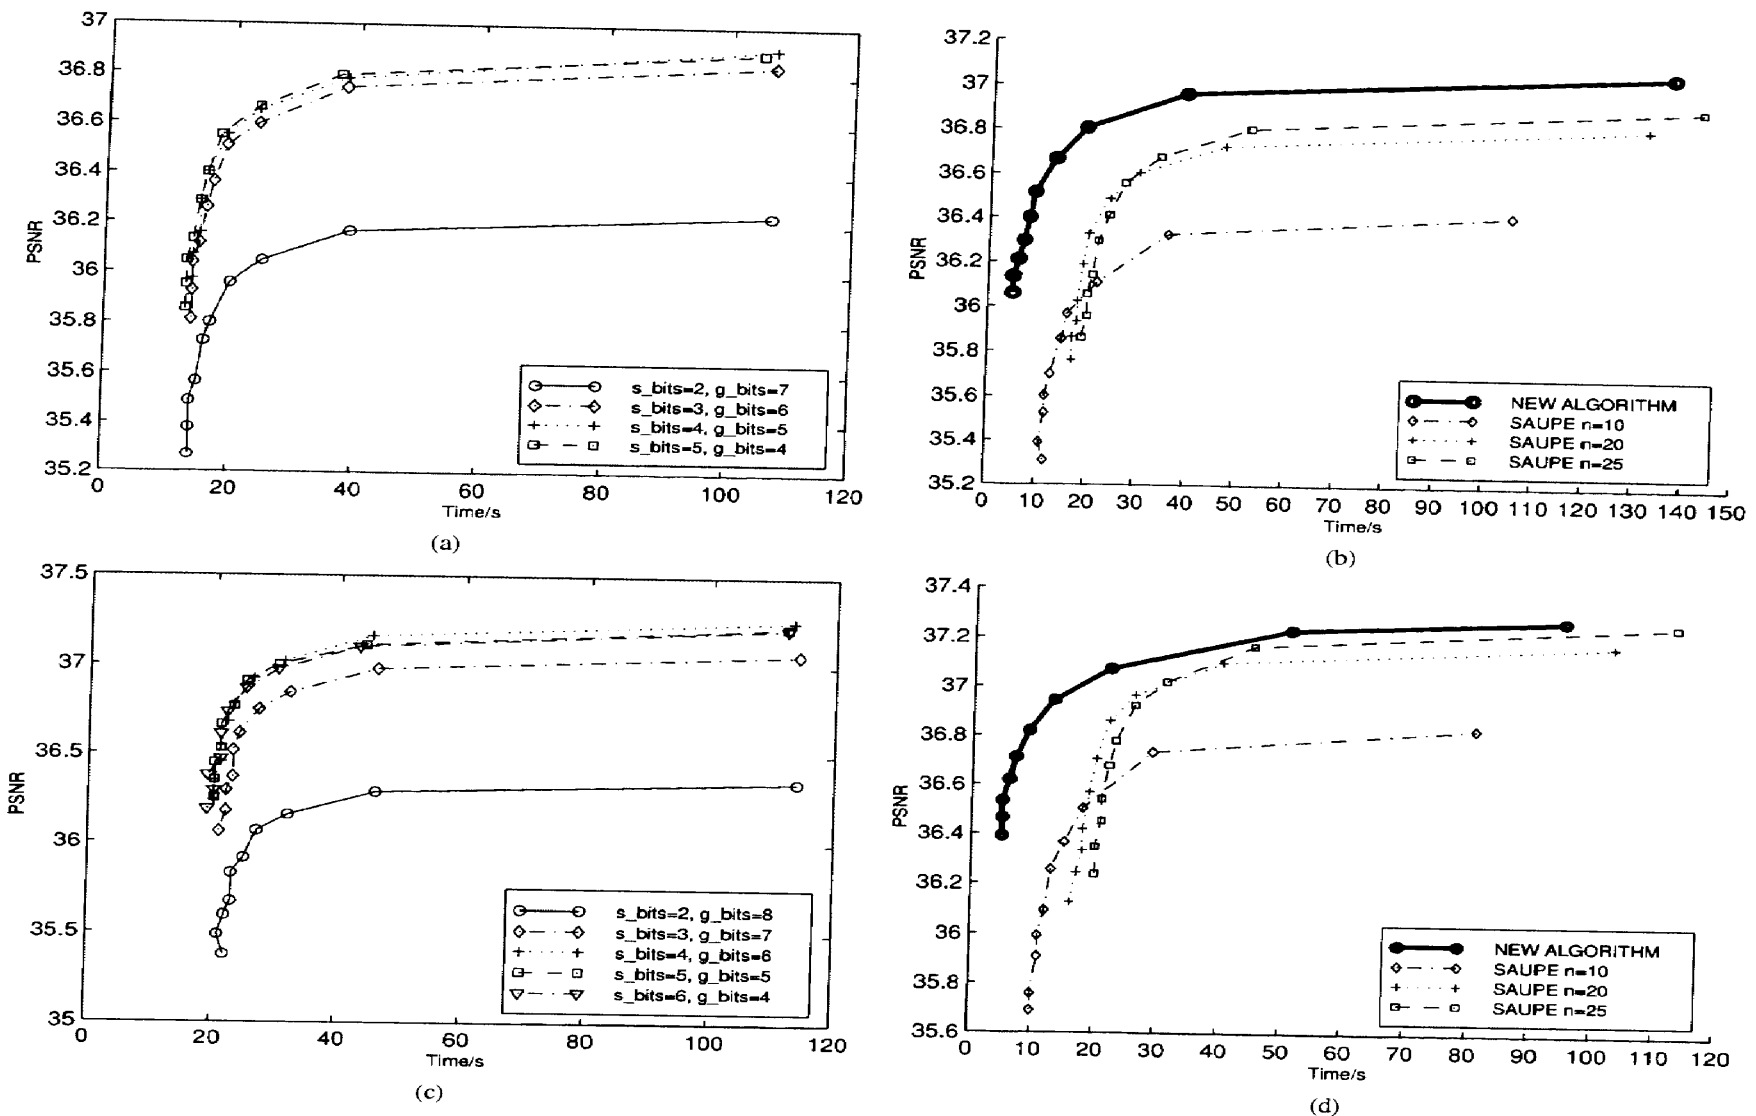 37
36.8
36.6
36.4
36.2
36
35.8
35.6
35.4
35.2
PSNR
0 20 40 60 80 100 120
Time/s
s_bits=2, g_bits=7
s_bits=3, g_bits=6
s_bits=4, g_bits=5
s_bits=5, g_bits=4
(a)
37.2
37
36.8
36.6
36.4
36.2
36
35.8
35.6
35.4
35.2
PSNR
0 10 20 30 40 50 60 70 80 90 100 110 120 130 140 150
Time/s
NEW ALGORITHM
SAUPE n=10
SAUPE n=20
SAUPE n=25
(b)
37.5
37
36.5
36
35.5
35
PSNR
0 20 40 60 80 100 120
Time/s
s_bits=2, g_bits=8
s_bits=3, g_bits=7
s_bits=4, g_bits=6
s_bits=5, g_bits=5
s_bits=6, g_bits=4
(c)
37.4
37.2
37
36.8
36.6
36.4
36.2
36
35.8
35.6
PSNR
0 10 20 30 40 50 60 70 80 90 100 110 120
Time/s
NEW ALGORITHM
SAUPE n=10
SAUPE n=20
SAUPE n=25
(d)